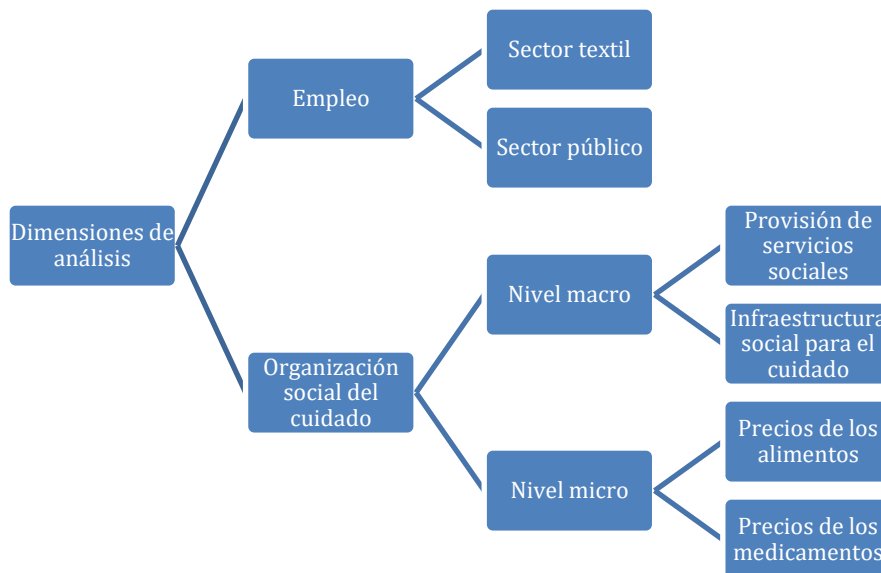 Sector textil
Empleo
Sector público
Dimensiones de
análisis
Provisión de
servicios
sociales
Nivel macro
Infraestructura
social para el
cuidado
Organización
social del
cuidado
Precios de los
alimentos
Nivel micro
Precios de los
medicamentos